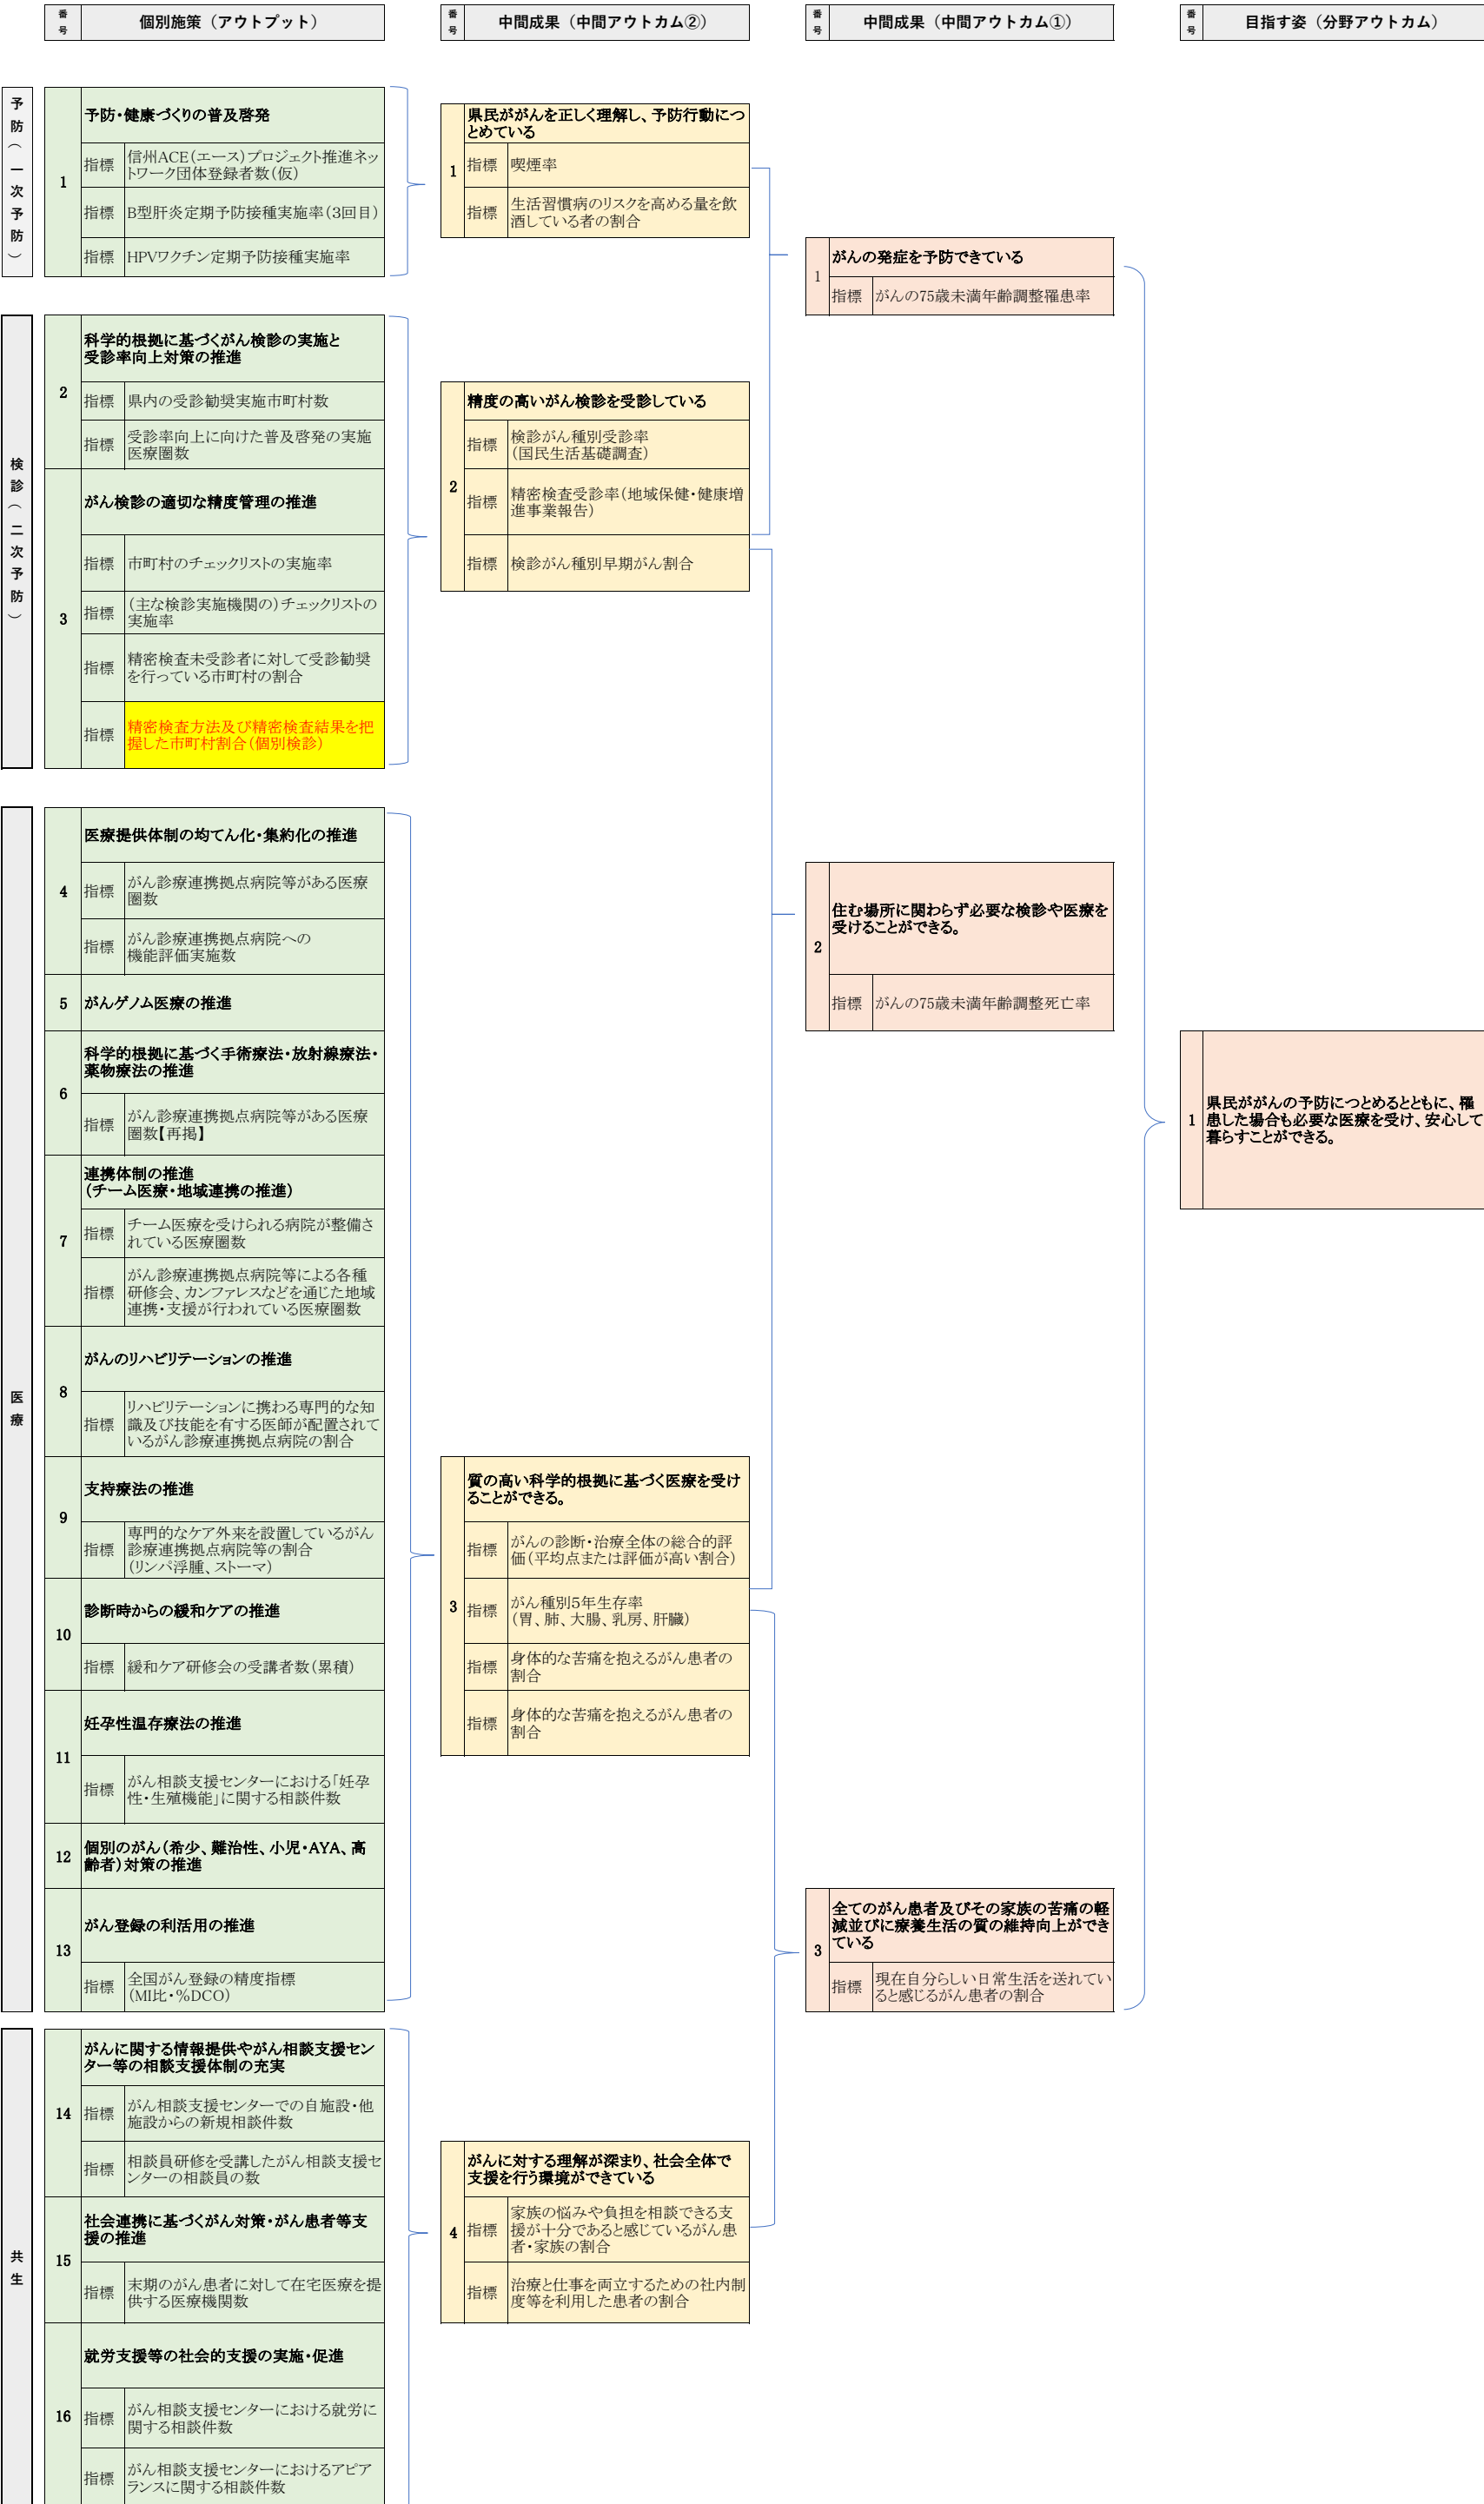 番号
個別施策（アウトプット）
番号
中間成果（中間アウトカム②）
番号
中間成果（中間アウトカム①）
番号
目指す姿（分野アウトカム）
予防（一次予防）
1
予防・健康づくりの普及啓発
指標
信州ACE（エース）プロジェクト推進ネッ
トワーク団体登録者数（仮）
指標
B型肝炎定期予防接種実施率（3回目）
指標
HPVワクチン定期予防接種実施率
検診（二次予防）
2
科学的根拠に基づくがん検診の実施と
受診率向上対策の推進
指標
県内の受診勧奨実施市町村数
指標
受診率向上に向けた普及啓発の実施
医療圏数
3
がん検診の適切な精度管理の推進
指標
市町村のチェックリストの実施率
指標
（主な検診実施機関の）チェックリストの
実施率
指標
精密検査未受診者に対して受診勧奨
を行っている市町村の割合
指標
精密検査方法及び精密検査結果を把
握した市町村割合（個別検診）
医療
4
医療提供体制の均てん化・集約化の推進
指標
がん診療連携拠点病院等がある医療
圏数
指標
がん診療連携拠点病院への
機能評価実施数
5
がんゲノム医療の推進
6
科学的根拠に基づく手術療法・放射線療法・
薬物療法の推進
指標
がん診療連携拠点病院等がある医療
圏数【再掲】
7
連携体制の推進
（チーム医療・地域連携の推進）
指標
チーム医療を受けられる病院が整備さ
れている医療圏数
指標
がん診療連携拠点病院等による各種
研修会、カンファレスなどを通じた地域
連携・支援が行われている医療圏数
8
がんのリハビリテーションの推進
指標
リハビリテーションに携わる専門的な知
識及び技能を有する医師が配置されて
いるがん診療連携拠点病院の割合
9
支持療法の推進
指標
専門的なケア外来を設置しているがん
診療連携拠点病院等の割合
（リンパ浮腫、ストーマ）
10
診断時からの緩和ケアの推進
指標
緩和ケア研修会の受講者数（累積）
11
妊孕性温存療法の推進
指標
がん相談支援センターにおける「妊孕
性・生殖機能」に関する相談件数
12
個別のがん（希少、難治性、小児・AYA、高
齢者）対策の推進
13
がん登録の利活用の推進
指標
全国がん登録の精度指標
（MI比・%DCO）
共生
14
がんに関する情報提供やがん相談支援セン
ター等の相談支援体制の充実
指標
がん相談支援センターでの自施設・他
施設からの新規相談件数
指標
相談員研修を受講したがん相談支援セ
ンターの相談員の数
15
社会連携に基づくがん対策・がん患者等支
援の推進
指標
末期のがん患者に対して在宅医療を提
供する医療機関数
16
就労支援等の社会的支援の実施・促進
指標
がん相談支援センターにおける就労に
関する相談件数
指標
がん相談支援センターにおけるアピア
ランスに関する相談件数
1
県民ががんを正しく理解し、予防行動につ
とめている
指標
喫煙率
指標
生活習慣病のリスクを高める量を飲
酒している者の割合
2
精度の高いがん検診を受診している
指標
検診がん種別受診率
（国民生活基礎調査）
指標
精密検査受診率（地域保健・健康増
進事業報告）
指標
検診がん種別早期がん割合
3
質の高い科学的根拠に基づく医療を受け
ることができる。
指標
がんの診断・治療全体の総合的評
価（平均点または評価が高い割合）
指標
がん種別5年生存率
（胃、肺、大腸、乳房、肝臓）
指標
身体的な苦痛を抱えるがん患者の
割合
指標
身体的な苦痛を抱えるがん患者の
割合
4
がんに対する理解が深まり、社会全体で
支援を行う環境ができている
指標
家族の悩みや負担を相談できる支
援が十分であると感じているがん患
者・家族の割合
指標
治療と仕事を両立するための社内制
度等を利用した患者の割合
1
がんの発症を予防できている
指標
がんの75歳未満年齢調整罹患率
2
住む場所に関わらず必要な検診や医療を
受けることができる。
指標
がんの75歳未満年齢調整死亡率
3
全てのがん患者及びその家族の苦痛の軽
減並びに療養生活の質の維持向上ができ
ている
指標
現在自分らしい日常生活を送れてい
ると感じるがん患者の割合
1
県民ががんの予防につとめるとともに、罹
患した場合も必要な医療を受け、安心して
暮らすことができる。